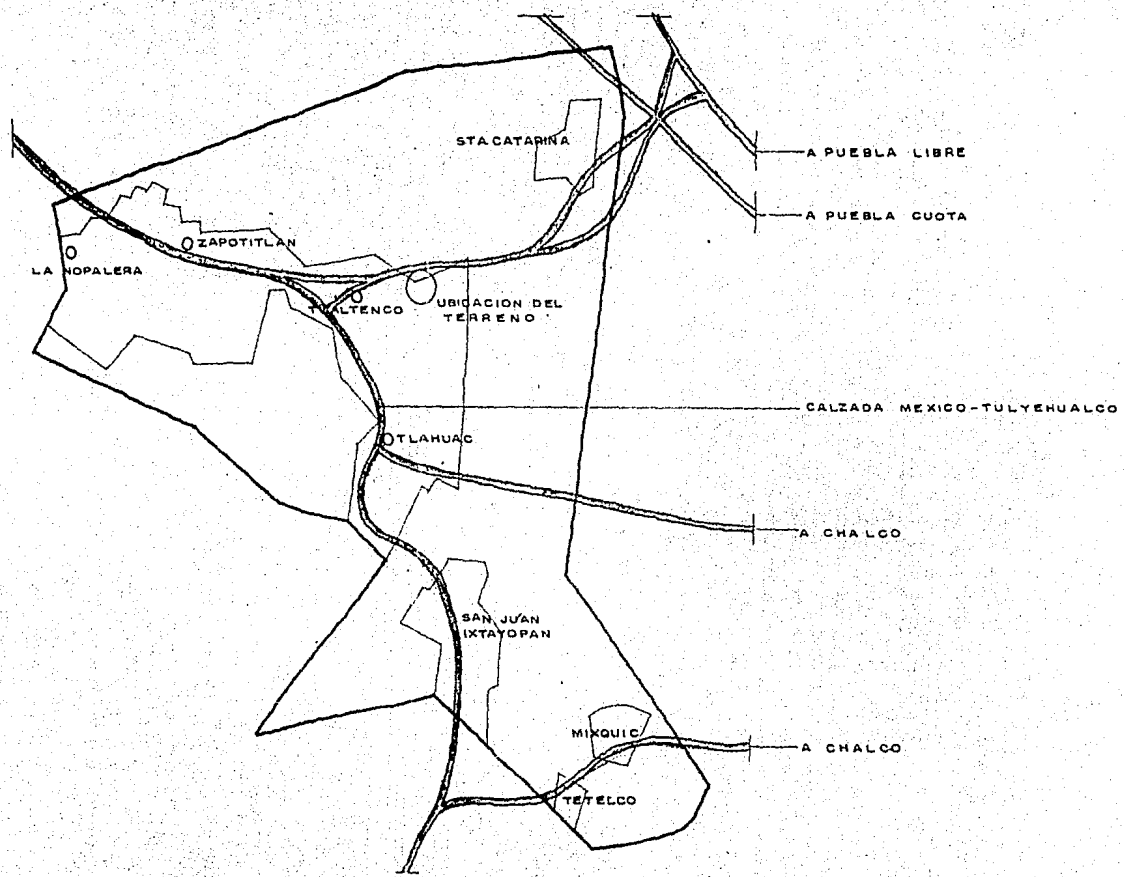 STA CATARINA
A PUEBLA LIBRE
A PUEBLA CUOTA
ZAPOTITLAN
LA NOPALERA
TLALTENCO
UBICACION DEL
TERRENO
CALZADA MEXICO-TULYEHUALCO
TLAHUAC
A CHALCO
SAN JUAN
IXTAYOPAN
MIXQUIC
A CHALCO
TETELCO